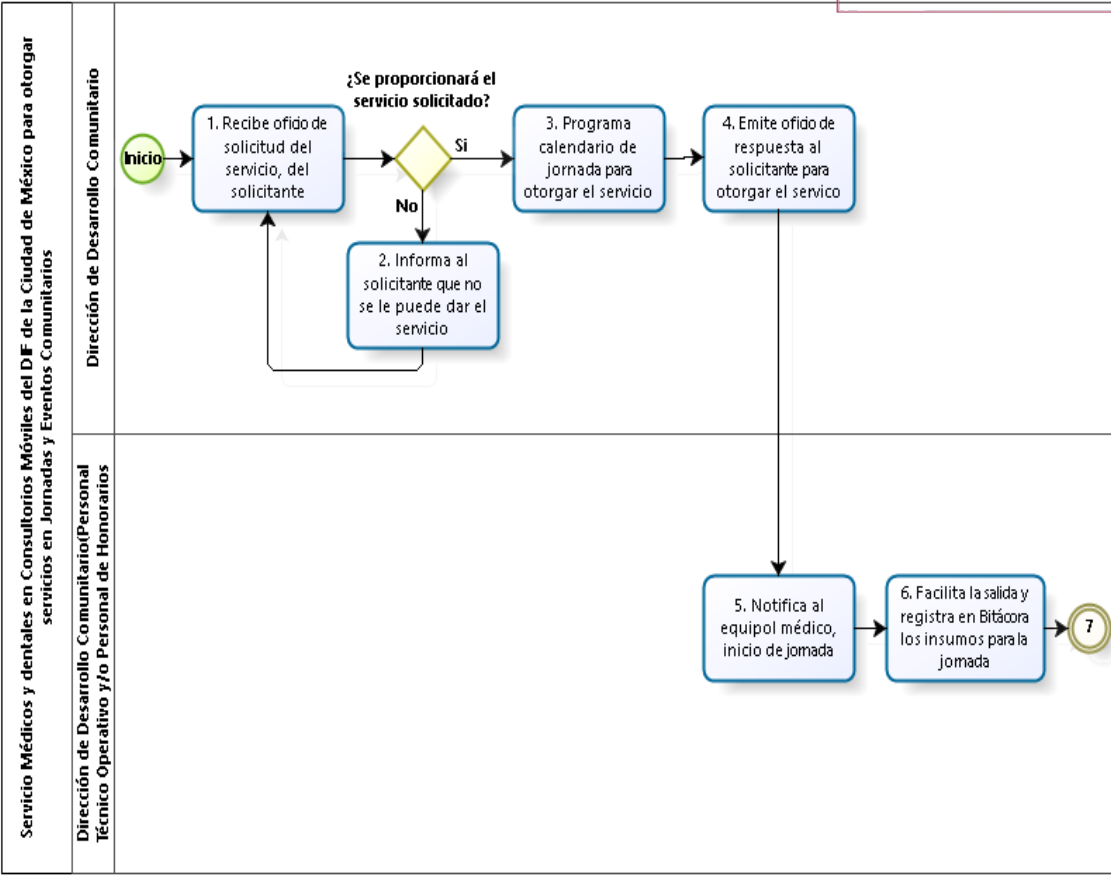 Servicio Médicos y dentales en Consultorios Móviles del DIF de la Ciudad de México para otorgar
servicios en Jornadas y Eventos Comunitarios
Dirección de Desarrollo Comunitario
Inicio
1. Recibe oficio de
solicitud del
servicio, del
solicitante
¿Se proporcionará el
servicio solicitado?
Si
No
2. Informa al
solicitante que no
se le puede dar el
servicio
3. Programa
calendario de
jornada para
otorgar el servicio
4. Emite oficio de
respuesta al
solicitante para
otorgar el servico
Dirección de Desarrollo Comunitario(Personal
Técnico Operativo y/o Personal de Honorarios
5. Notifica al
equipol médico,
inicio de jornada
6. Facilita la salida y
registra en Bitácora
los insumos para la
jornada
7